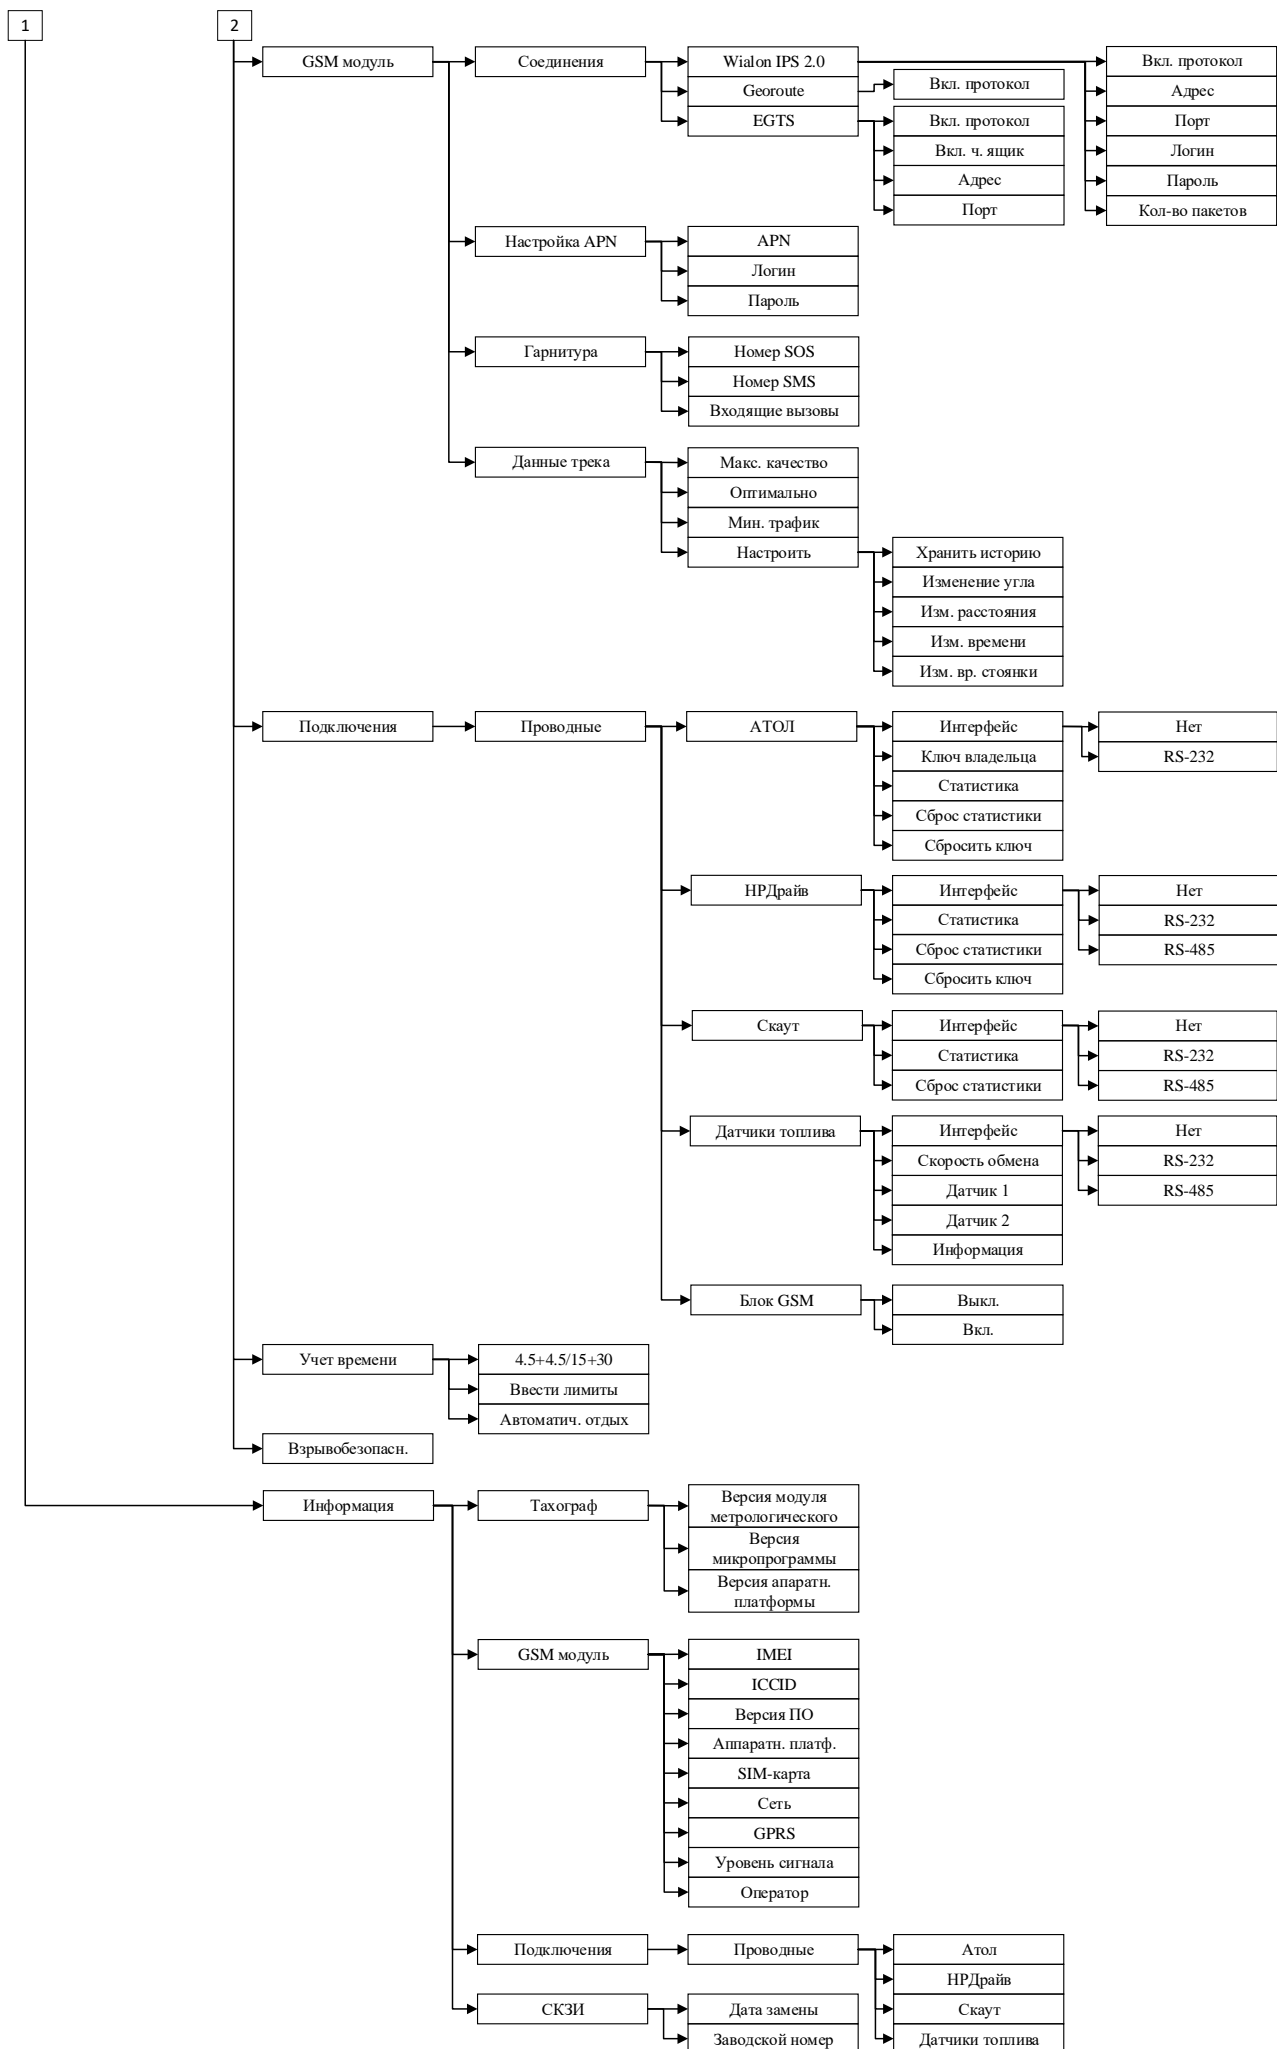 1
2
GSM модуль
Соединения
Wialon IPS 2.0
Вкл. протокол
Georoute
Вкл. протокол
Адрес
EGTS
Вкл. протокол
Порт
Вкл. ч. ящик
Логин
Адрес
Пароль
Порт
Кол-во пакетов
Настройка APN
APN
Логин
Пароль
Гарнитура
Номер SOS
Номер SMS
Входящие вызовы
Данные трека
Макс. качество
Оптимально
Мин. трафик
Настроить
Хранить историю
Изменение угла
Изм. расстояния
Изм. времени
Изм. вр. стоянки
Подключения
Проводные
АТОЛ
Интерфейс
Нет
Ключ владельца
RS-232
Статистика
Сброс статистики
Сбросить ключ
НРДрайв
Интерфейс
Нет
Статистика
RS-232
Сброс статистики
RS-485
Сбросить ключ
Скаут
Интерфейс
Нет
Статистика
RS-232
Сброс статистики
RS-485
Датчики топлива
Интерфейс
Нет
Скорость обмена
RS-232
Датчик 1
RS-485
Датчик 2
Информация
Блок GSM
Выкл.
Вкл.
Учет времени
4.5+4.5/15+30
Ввести лимиты
Автоматич. отдых
Взрывобезопасн.
Информация
Тахограф
Версия модуля
метрологического
Версия
микропрограммы
Версия апаратн.
платформы
GSM модуль
IMEI
ICCID
Версия ПО
Аппаратн. платф.
SIM-карта
Сеть
GPRS
Уровень сигнала
Оператор
Подключения
Проводные
Атол
НРДрайв
СКЗИ
Дата замены
Скаут
Заводской номер
Датчики топлива